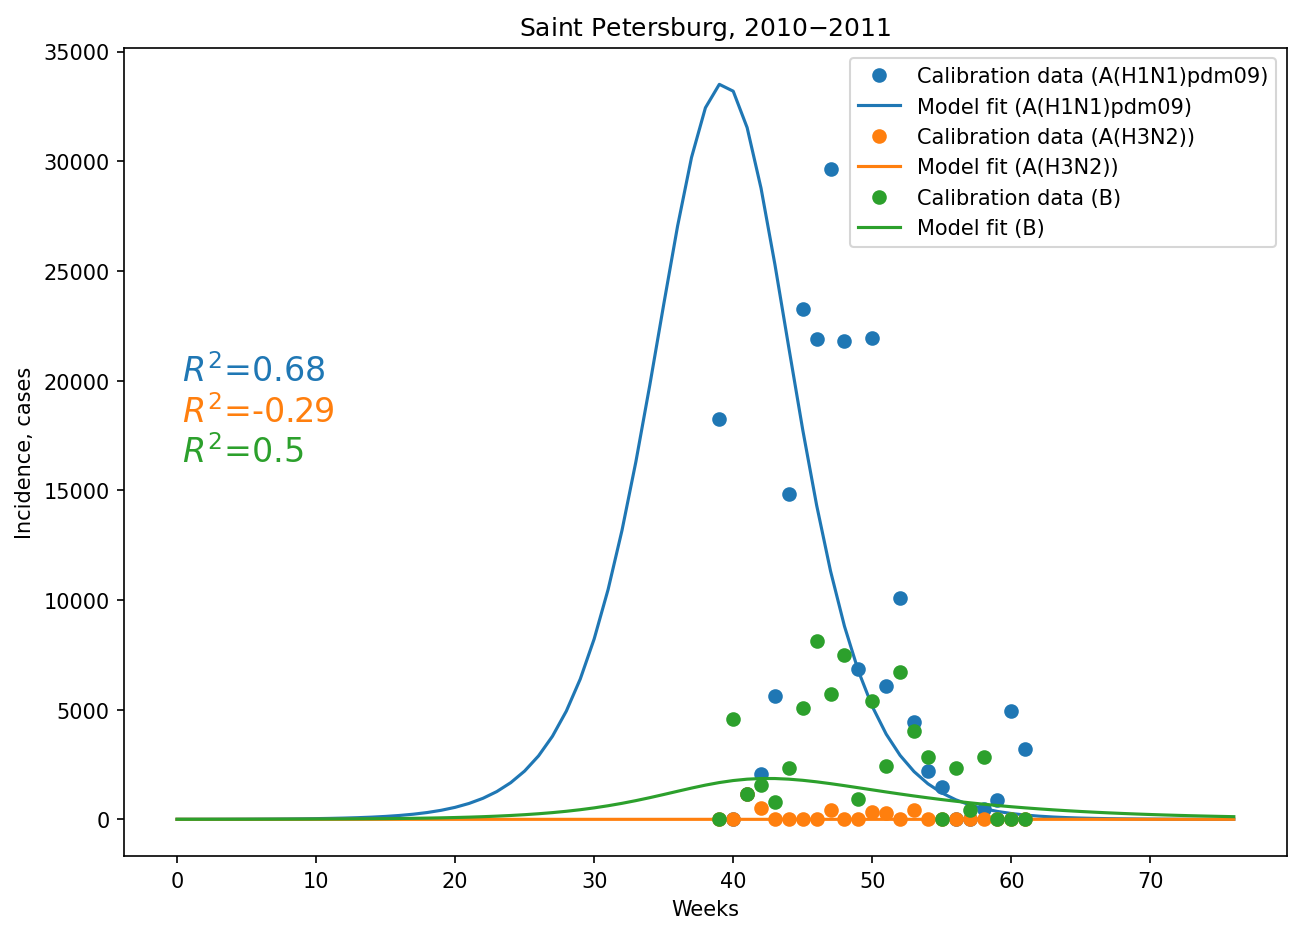 Saint Petersburg, 2010−2011
35000
30000
25000
20000
15000
10000
5000
0
Incidence, cases
Calibration data (A(H1N1)pdm09)
Model fit (A(H1N1)pdm09)
Calibration data (A(H3N2))
Model fit (A(H3N2))
Calibration data (B)
Model fit (B)
R²=0.68
R²=-0.29
R²=0.5
0 10 20 30 40 50 60 70
Weeks